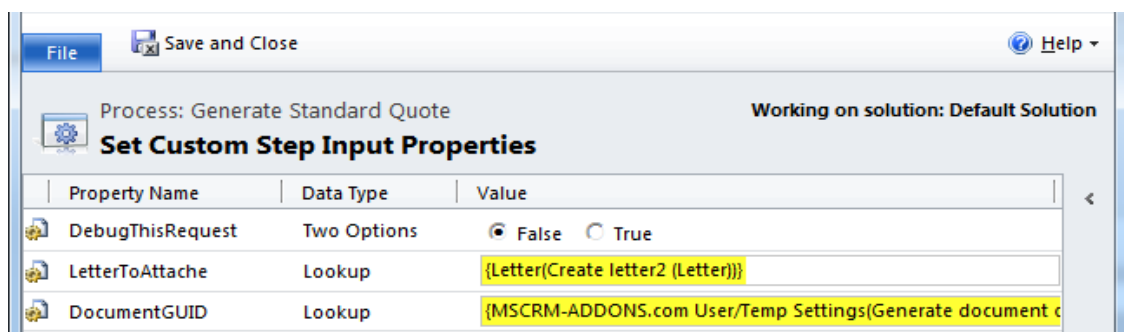 File Save and Close Help
Process: Generate Standard Quote Working on solution: Default Solution
Set Custom Step Input Properties
Property Name Data Type Value
DebugThisRequest Two Options False True
LetterToAttache Lookup {Letter(Create letter2 (Letter))}
DocumentGUID Lookup {MSCRM-ADDONS.com User/Temp Settings(Generate document